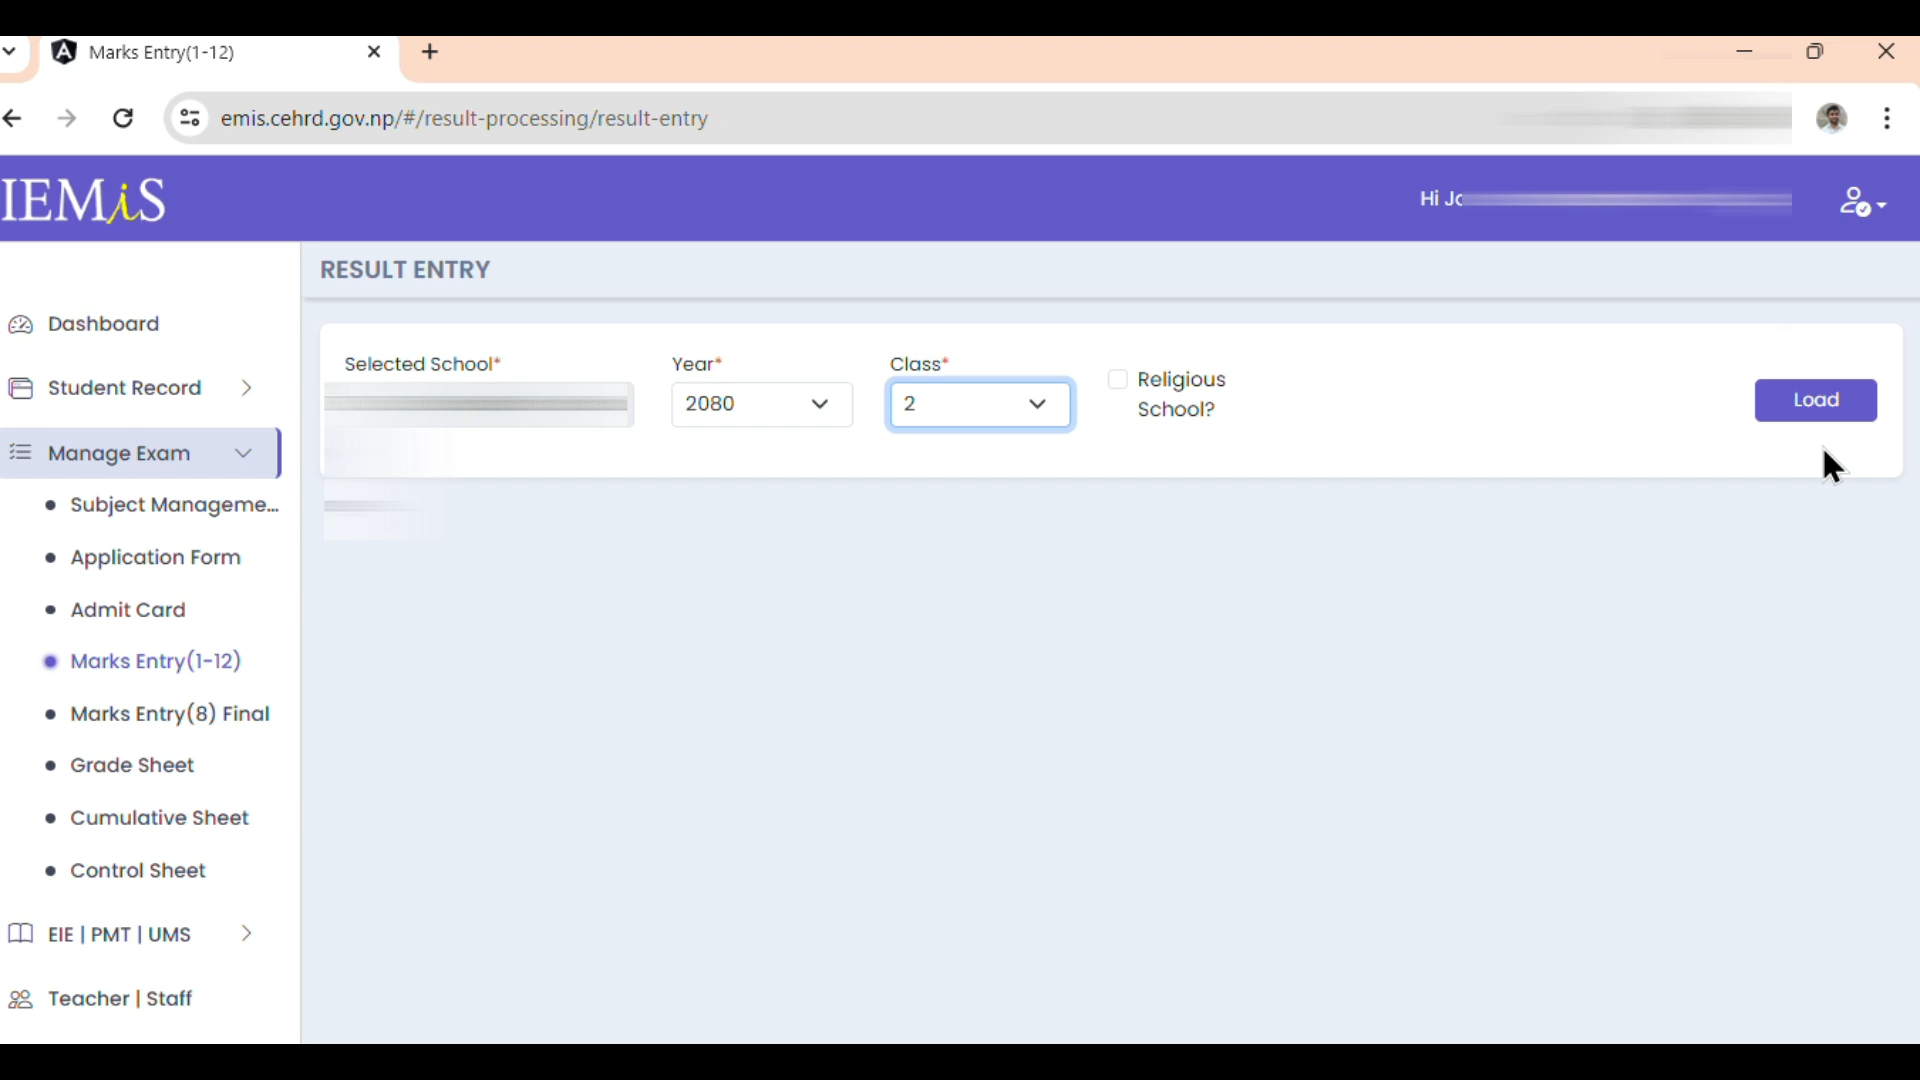 Marks Entry(1-12)
emis.cehrd.gov.np/#/result-processing/result-entry
IEMiS
Hi
RESULT ENTRY
Dashboard
Student Record
Manage Exam
Subject Manageme...
Application Form
Admit Card
Marks Entry(1-12)
Marks Entry(8) Final
Grade Sheet
Cumulative Sheet
Control Sheet
EIE | PMT | UMS
Teacher | Staff
Selected School*
Year*
2080
Class*
2
Religious
School?
Load